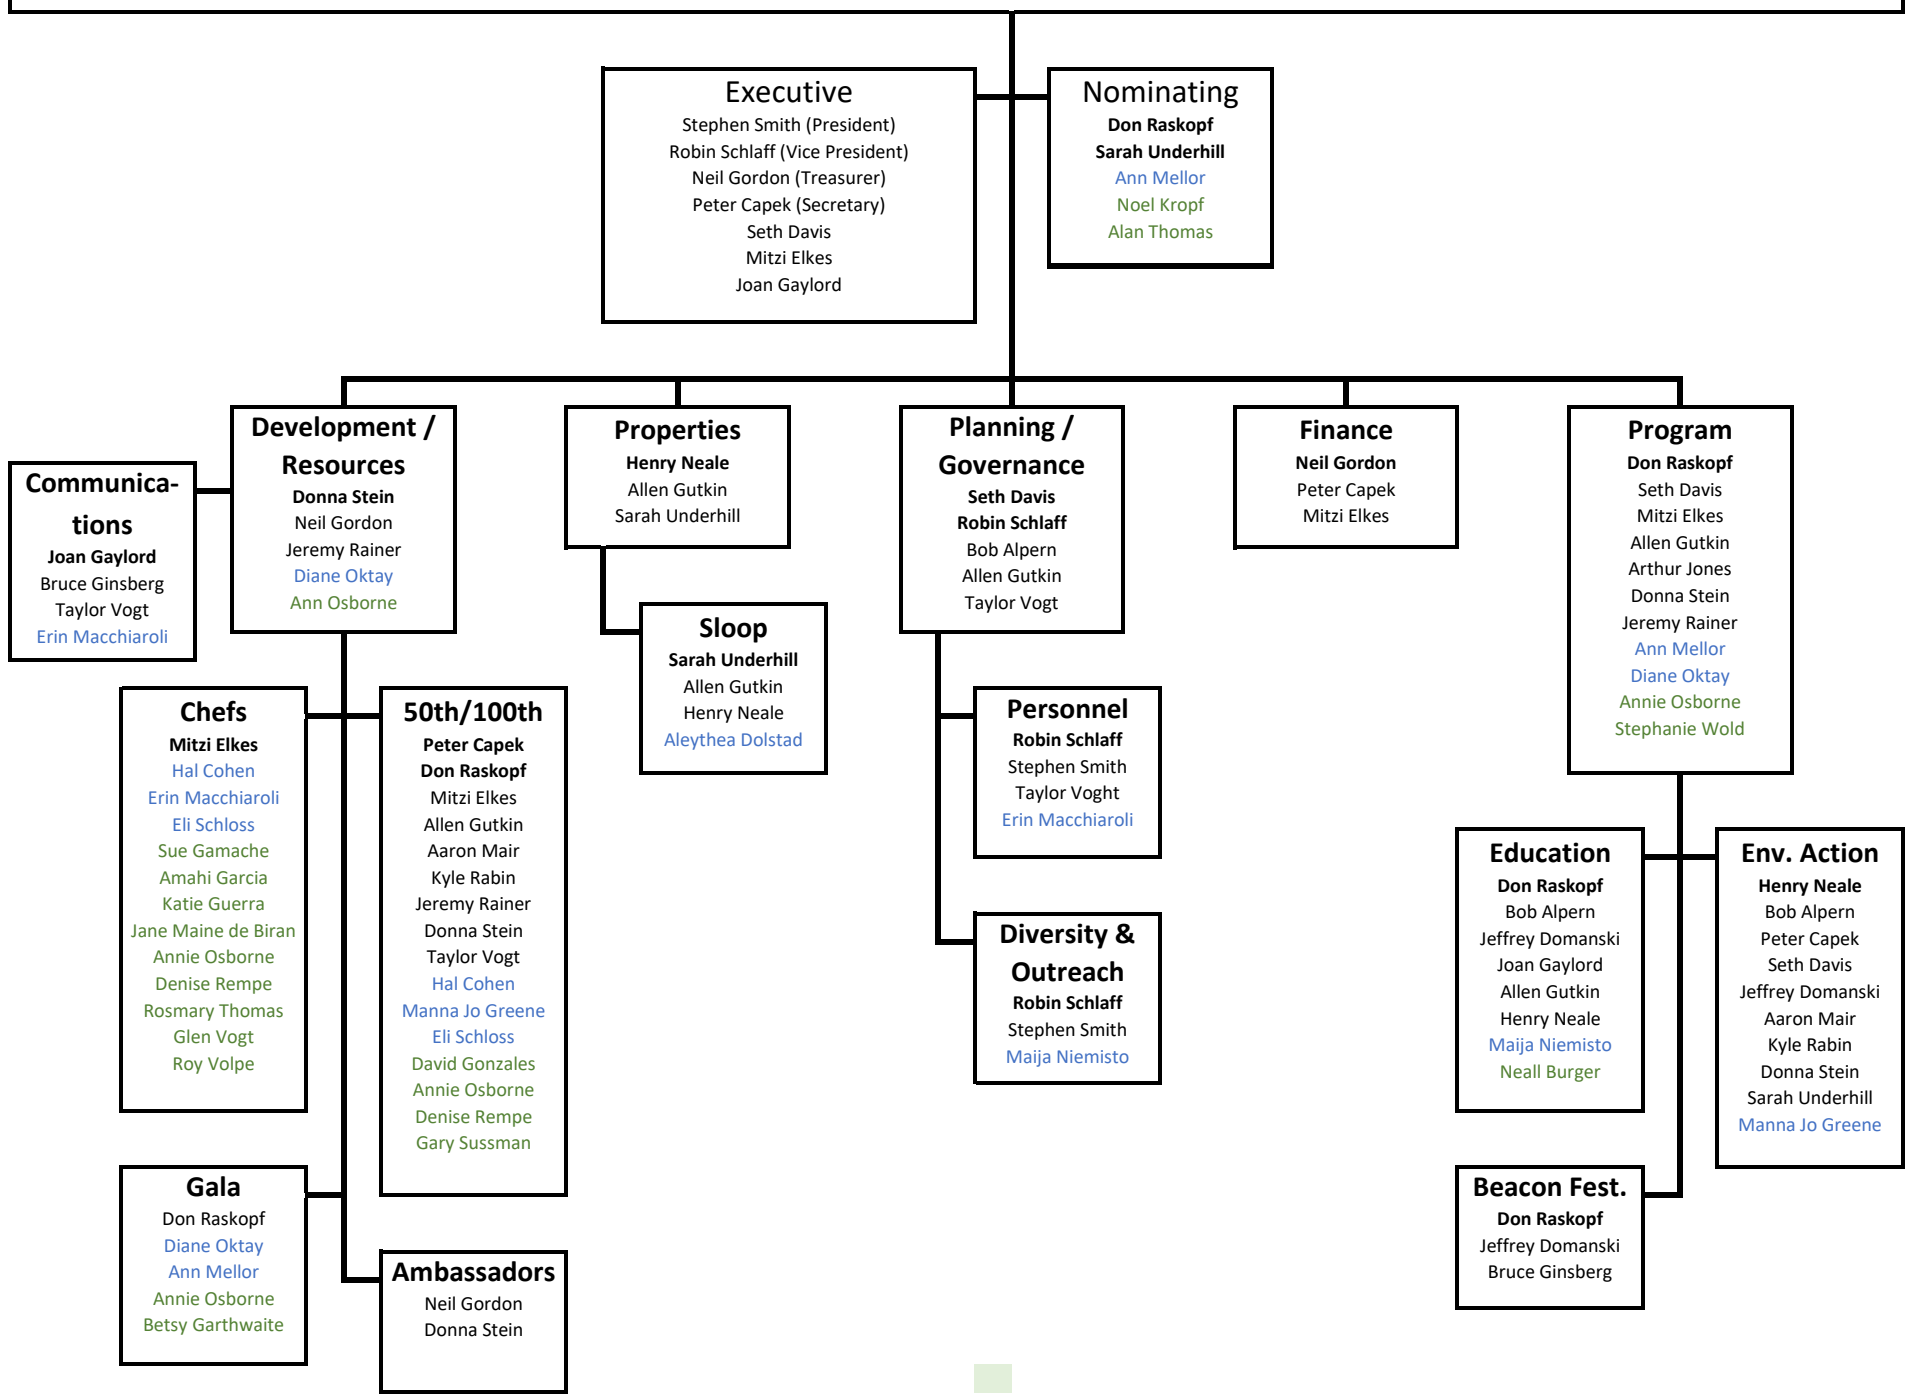 Executive
Stephen Smith (President)
Robin Schlaff (Vice President)
Neil Gordon (Treasurer)
Peter Capek (Secretary)
Seth Davis
Mitzi Elkes
Joan Gaylord
Nominating
Don Raskopf
Sarah Underhill
Ann Mellor
Noel Kropf
Alan Thomas
Communica-
tions
Joan Gaylord
Bruce Ginsberg
Taylor Vogt
Erin Macchiaroli
Development /
Resources
Donna Stein
Neil Gordon
Jeremy Rainer
Diane Oktay
Ann Osborne
Properties
Henry Neale
Allen Gutkin
Sarah Underhill
Planning /
Governance
Seth Davis
Robin Schlaff
Bob Alpern
Allen Gutkin
Taylor Vogt
Finance
Neil Gordon
Peter Capek
Mitzi Elkes
Program
Don Raskopf
Seth Davis
Mitzi Elkes
Allen Gutkin
Arthur Jones
Donna Stein
Jeremy Rainer
Ann Mellor
Diane Oktay
Annie Osborne
Stephanie Wold
Chefs
Mitzi Elkes
Hal Cohen
Erin Macchiaroli
Eli Schloss
Sue Gamache
Amahi Garcia
Katie Guerra
Jane Maine de Biran
Annie Osborne
Denise Rempe
Rosmary Thomas
Glen Vogt
Roy Volpe
50th/100th
Peter Capek
Don Raskopf
Mitzi Elkes
Allen Gutkin
Aaron Mair
Kyle Rabin
Jeremy Rainer
Donna Stein
Taylor Vogt
Hal Cohen
Manna Jo Greene
Eli Schloss
David Gonzales
Annie Osborne
Denise Rempe
Gary Sussman
Sloop
Sarah Underhill
Allen Gutkin
Henry Neale
Aleythea Dolstad
Personnel
Robin Schlaff
Stephen Smith
Taylor Voght
Erin Macchiaroli
Diversity &
Outreach
Robin Schlaff
Stephen Smith
Maija Niemisto
Education
Don Raskopf
Bob Alpern
Jeffrey Domanski
Joan Gaylord
Allen Gutkin
Henry Neale
Maija Niemisto
Neall Burger
Env. Action
Henry Neale
Bob Alpern
Peter Capek
Seth Davis
Jeffrey Domanski
Aaron Mair
Kyle Rabin
Donna Stein
Sarah Underhill
Manna Jo Greene
Gala
Don Raskopf
Diane Oktay
Ann Mellor
Annie Osborne
Betsy Garthwaite
Ambassadors
Neil Gordon
Donna Stein
Beacon Fest.
Don Raskopf
Jeffrey Domanski
Bruce Ginsberg